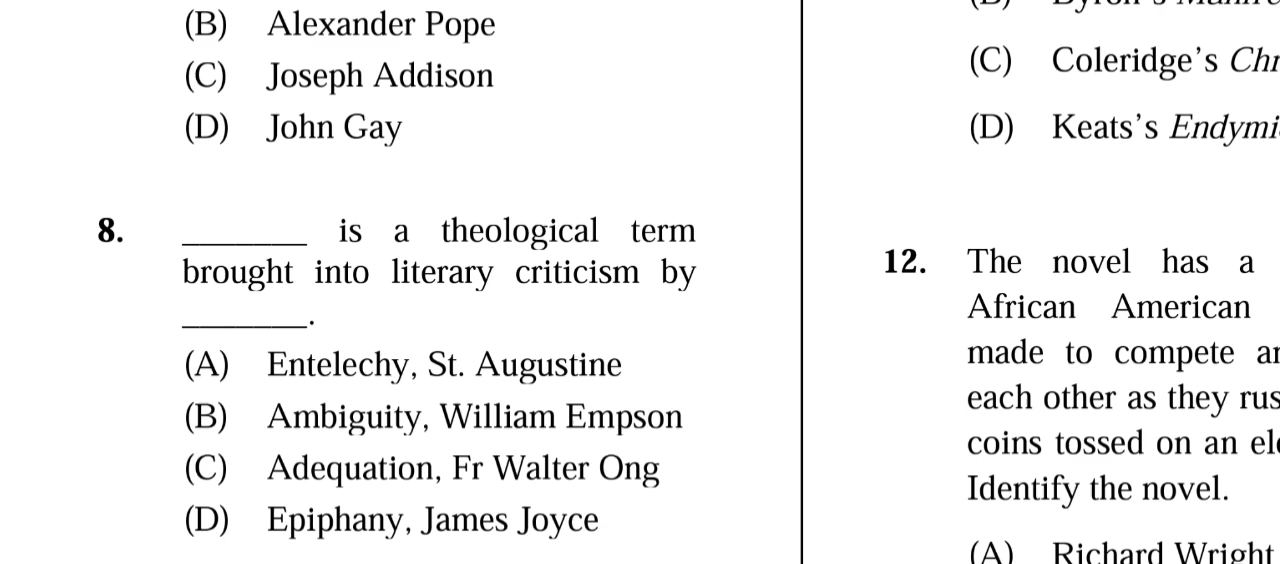 (B) Alexander Pope
(C) Joseph Addison
(D) John Gay
8. _______ is a theological term
brought into literary criticism by
_______.
(A) Entelechy, St. Augustine
(B) Ambiguity, William Empson
(C) Adequation, Fr Walter Ong
(D) Epiphany, James Joyce
(C) Coleridge’s
(D) Keats’s
12. The novel has a
African American
made to compete
each other as they
coins tossed on an
Identify the novel.
(A) Richard Wright